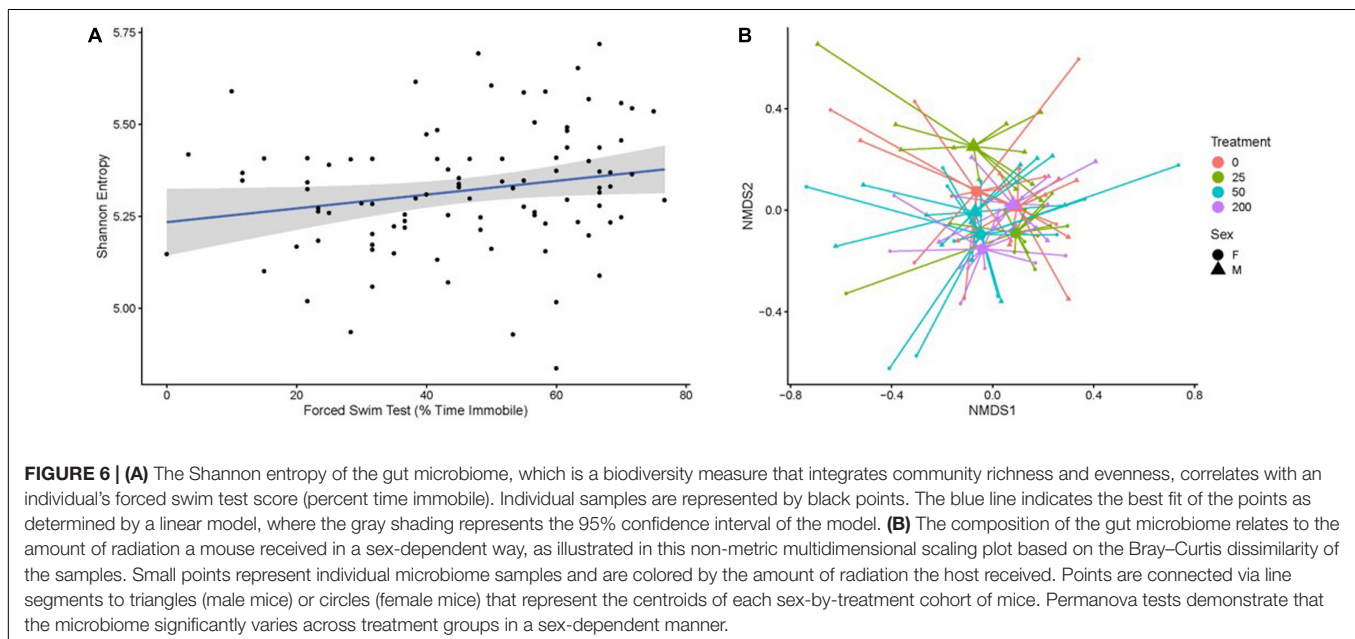 A
B
5.75
5.50
5.25
5.00
Shannon Entropy
0
20
40
60
80
Forced Swim Test (% Time Immobile)
0.4
0.0
−0.4
NMDS2
−0.8
−0.4
0.0
0.4
0.8
NMDS1
Treatment
0
25
50
200
Sex
F
M
FIGURE 6 | (A) The Shannon entropy of the gut microbiome, which is a biodiversity measure that integrates community richness and evenness, correlates with an
individual's forced swim test score (percent time immobile). Individual samples are represented by black points. The blue line indicates the best fit of the points as
determined by a linear model, where the gray shading represents the 95% confidence interval of the model. (B) The composition of the gut microbiome relates to the
amount of radiation a mouse received in a sex-dependent way, as illustrated in this non-metric multidimensional scaling plot based on the Bray–Curtis dissimilarity of
the samples. Small points represent individual microbiome samples and are colored by the amount of radiation the host received. Points are connected via line
segments to triangles (male mice) or circles (female mice) that represent the centroids of each sex-by-treatment cohort of mice. Permanova tests demonstrate that
the microbiome significantly varies across treatment groups in a sex-dependent manner.